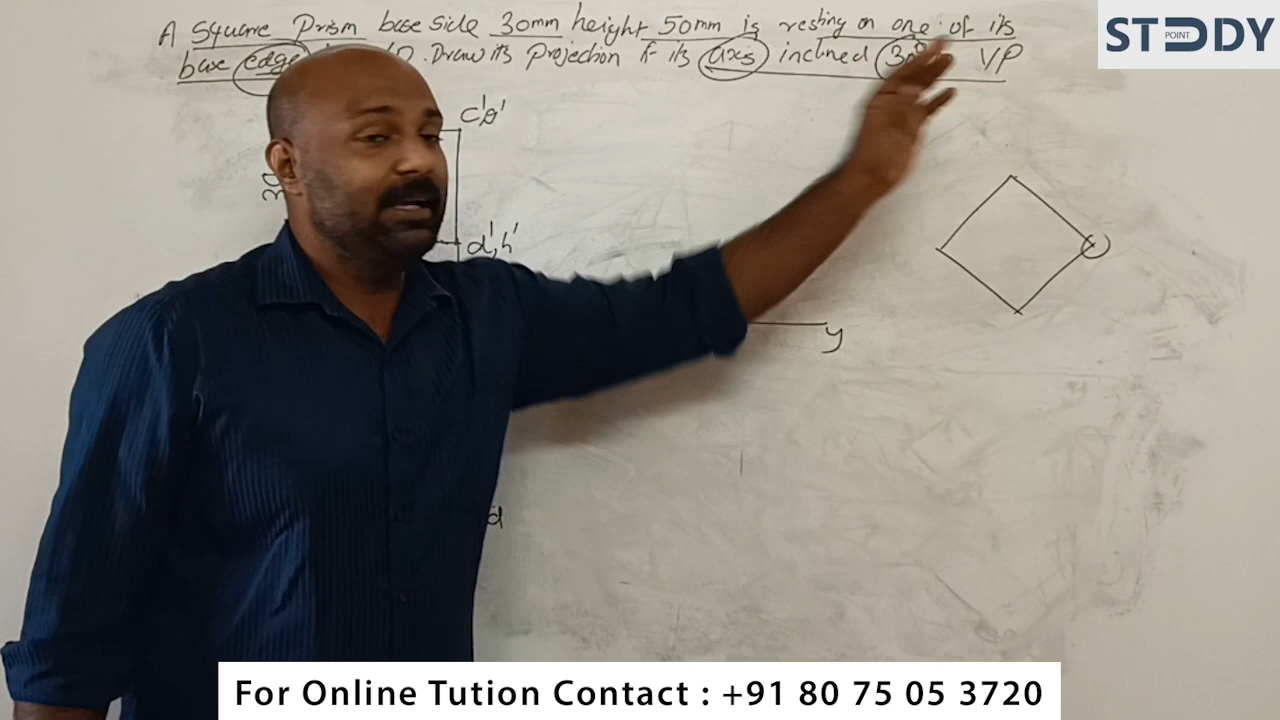 STUDY
POINT
A Square Prism base side 30mm height 50mm is resting on one of its
base edge . Draw its Projection if its axis inclined VP
c'
d', h'
y
d
For Online Tution Contact : +91 80 75 05 3720